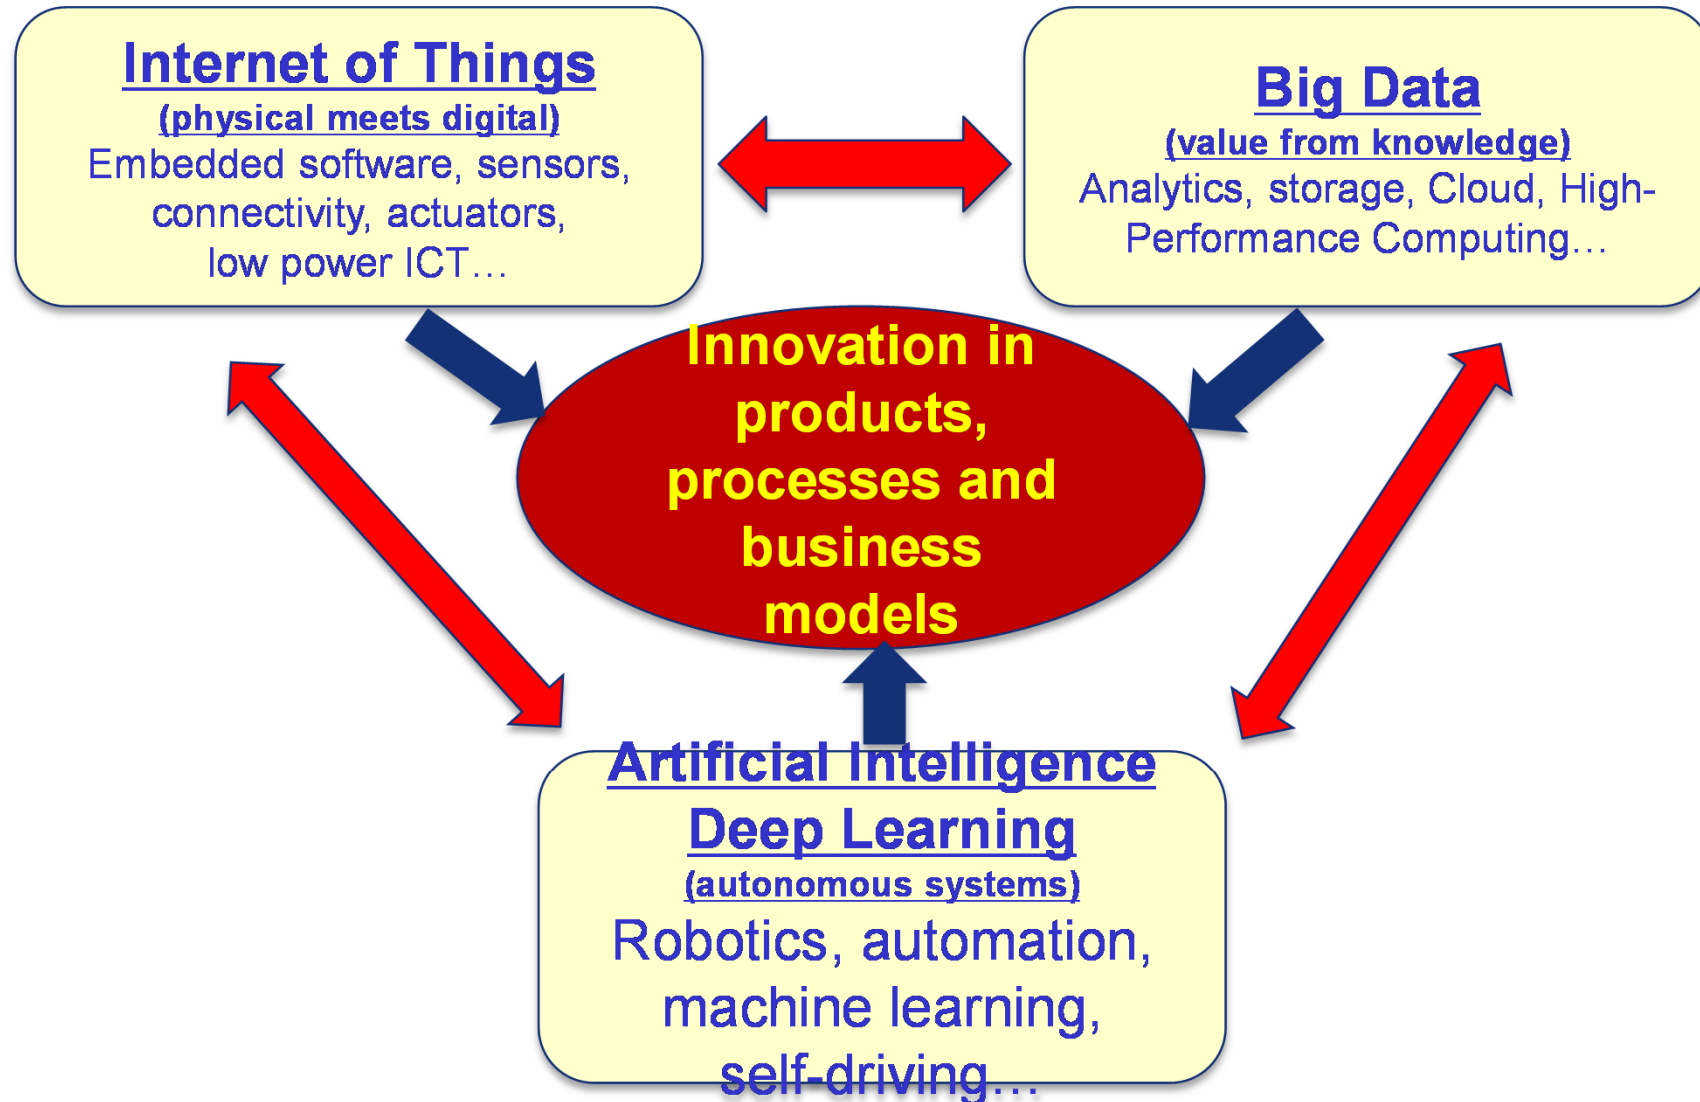 Internet of Things
(physical meets digital)
Embedded software, sensors,
connectivity, actuators,
low power ICT…
Big Data
(value from knowledge)
Analytics, storage, Cloud, High-
Performance Computing…
Innovation in
products,
processes and
business
models
Artificial Intelligence
Deep Learning
(autonomous systems)
Robotics, automation,
machine learning,
self-driving…